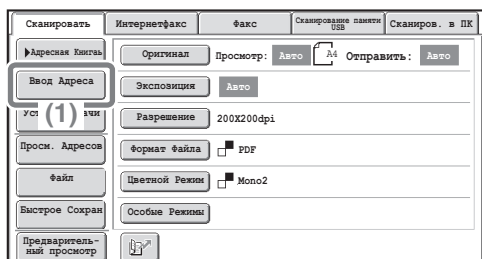 Сканировать Интернетфакс Факс Сканирование памяти USB Сканиров. в ПК
Адресная Книгаь Оригинал Просмотр: Авто A4 Отправить: Авто
Ввод Адреса Экспозиция Авто
(1) Разрешение 200X200dpi
Просм. Адресов Формат Файла PDF
Файл Цветной Режим Mono2
Быстрое Сохран Особые Режимы
Предваритель-
ный просмотр